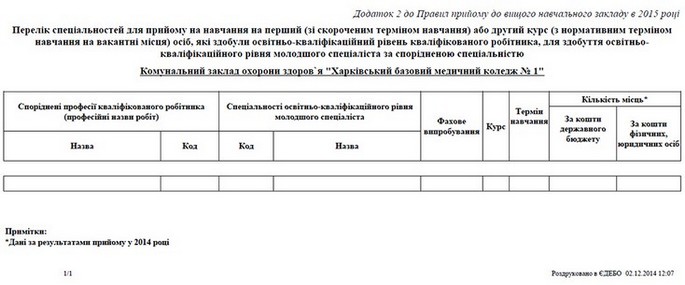 Додаток 2 до Правил прийому до вищого навчального закладу в 2015 році
Перелік спеціальностей для прийому на навчання на перший (зі скороченим терміном навчання) або другий курс (з нормативним терміном
навчання на вакантні місця) осіб, які здобули освітньо-кваліфікаційний рівень кваліфікованого робітника, для здобуття освітньо-
кваліфікаційного рівня молодшого спеціаліста за спорідненою спеціальністю
Комунальний заклад охорони здоров`я "Харківський базовий медичний коледж № 1"
Споріднені професії кваліфікованого робітника
(професійні назви робіт)
Назва
Код
Спеціальності освітньо-кваліфікаційного рівня
молодшого спеціаліста
Код
Назва
Фахове
випробування
Курс
Термін
навчання
Кількість місць*
За кошти
державного
бюджету
За кошти
фізичних,
юридичних осіб
Примітки:
*Дані за результатами прийому у 2014 році
1/1
Роздруковано в ЄДЕБО 02.12.2014 12:07